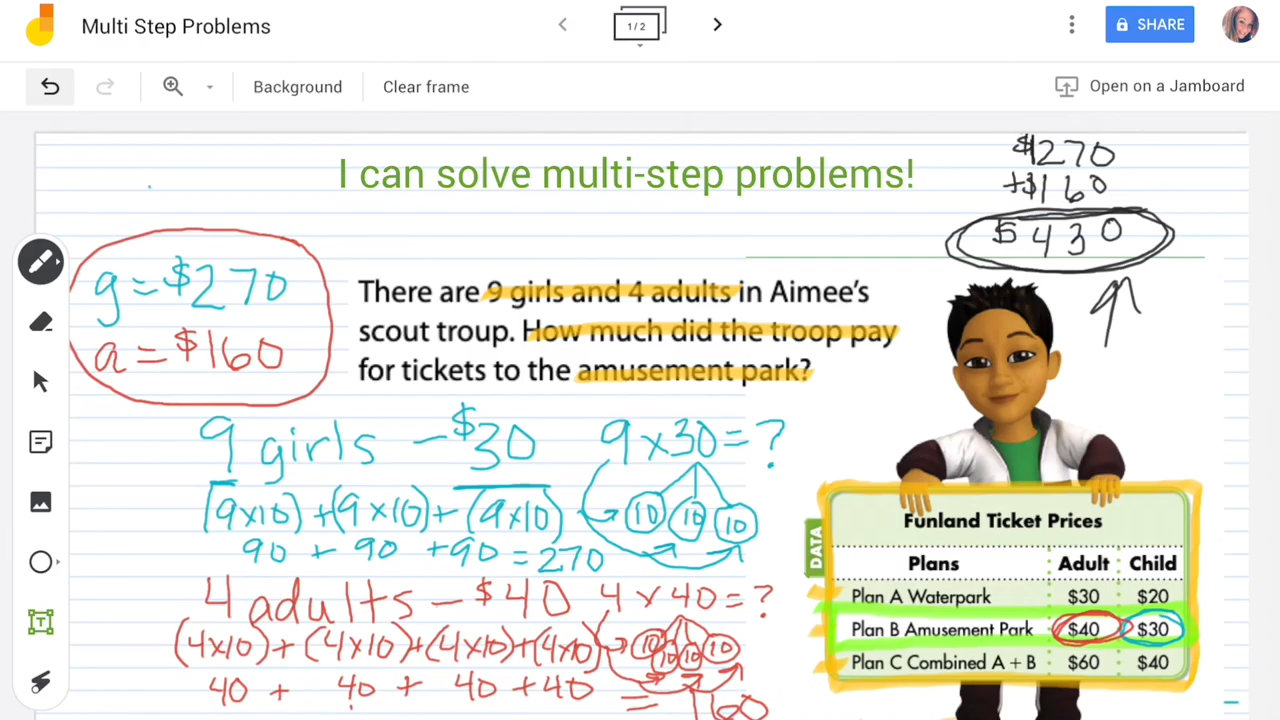 Multi Step Problems
1/2
SHARE
Background
Clear frame
Open on a Jamboard
I can solve multi-step problems!
$270
+$160
$430
g = $270
a = $160
There are 9 girls and 4 adults in Aimee's
scout troup. How much did the troop pay
for tickets to the amusement park?
9 girls – $30 9x30=?
(9x10)+(9x10)+(9x10) 10 10 10
90 + 90 +90 = 270
4 adults – $40 4x40=?
(4x10)+(4x10)+(4x10)+(4x10) 10 10 10 10
40 + 40 + 40 +40 = 160
DATA
Funland Ticket Prices
Plans Adult Child
Plan A Waterpark $30 $20
Plan B Amusement Park $40 $30
Plan C Combined A + B $60 $40